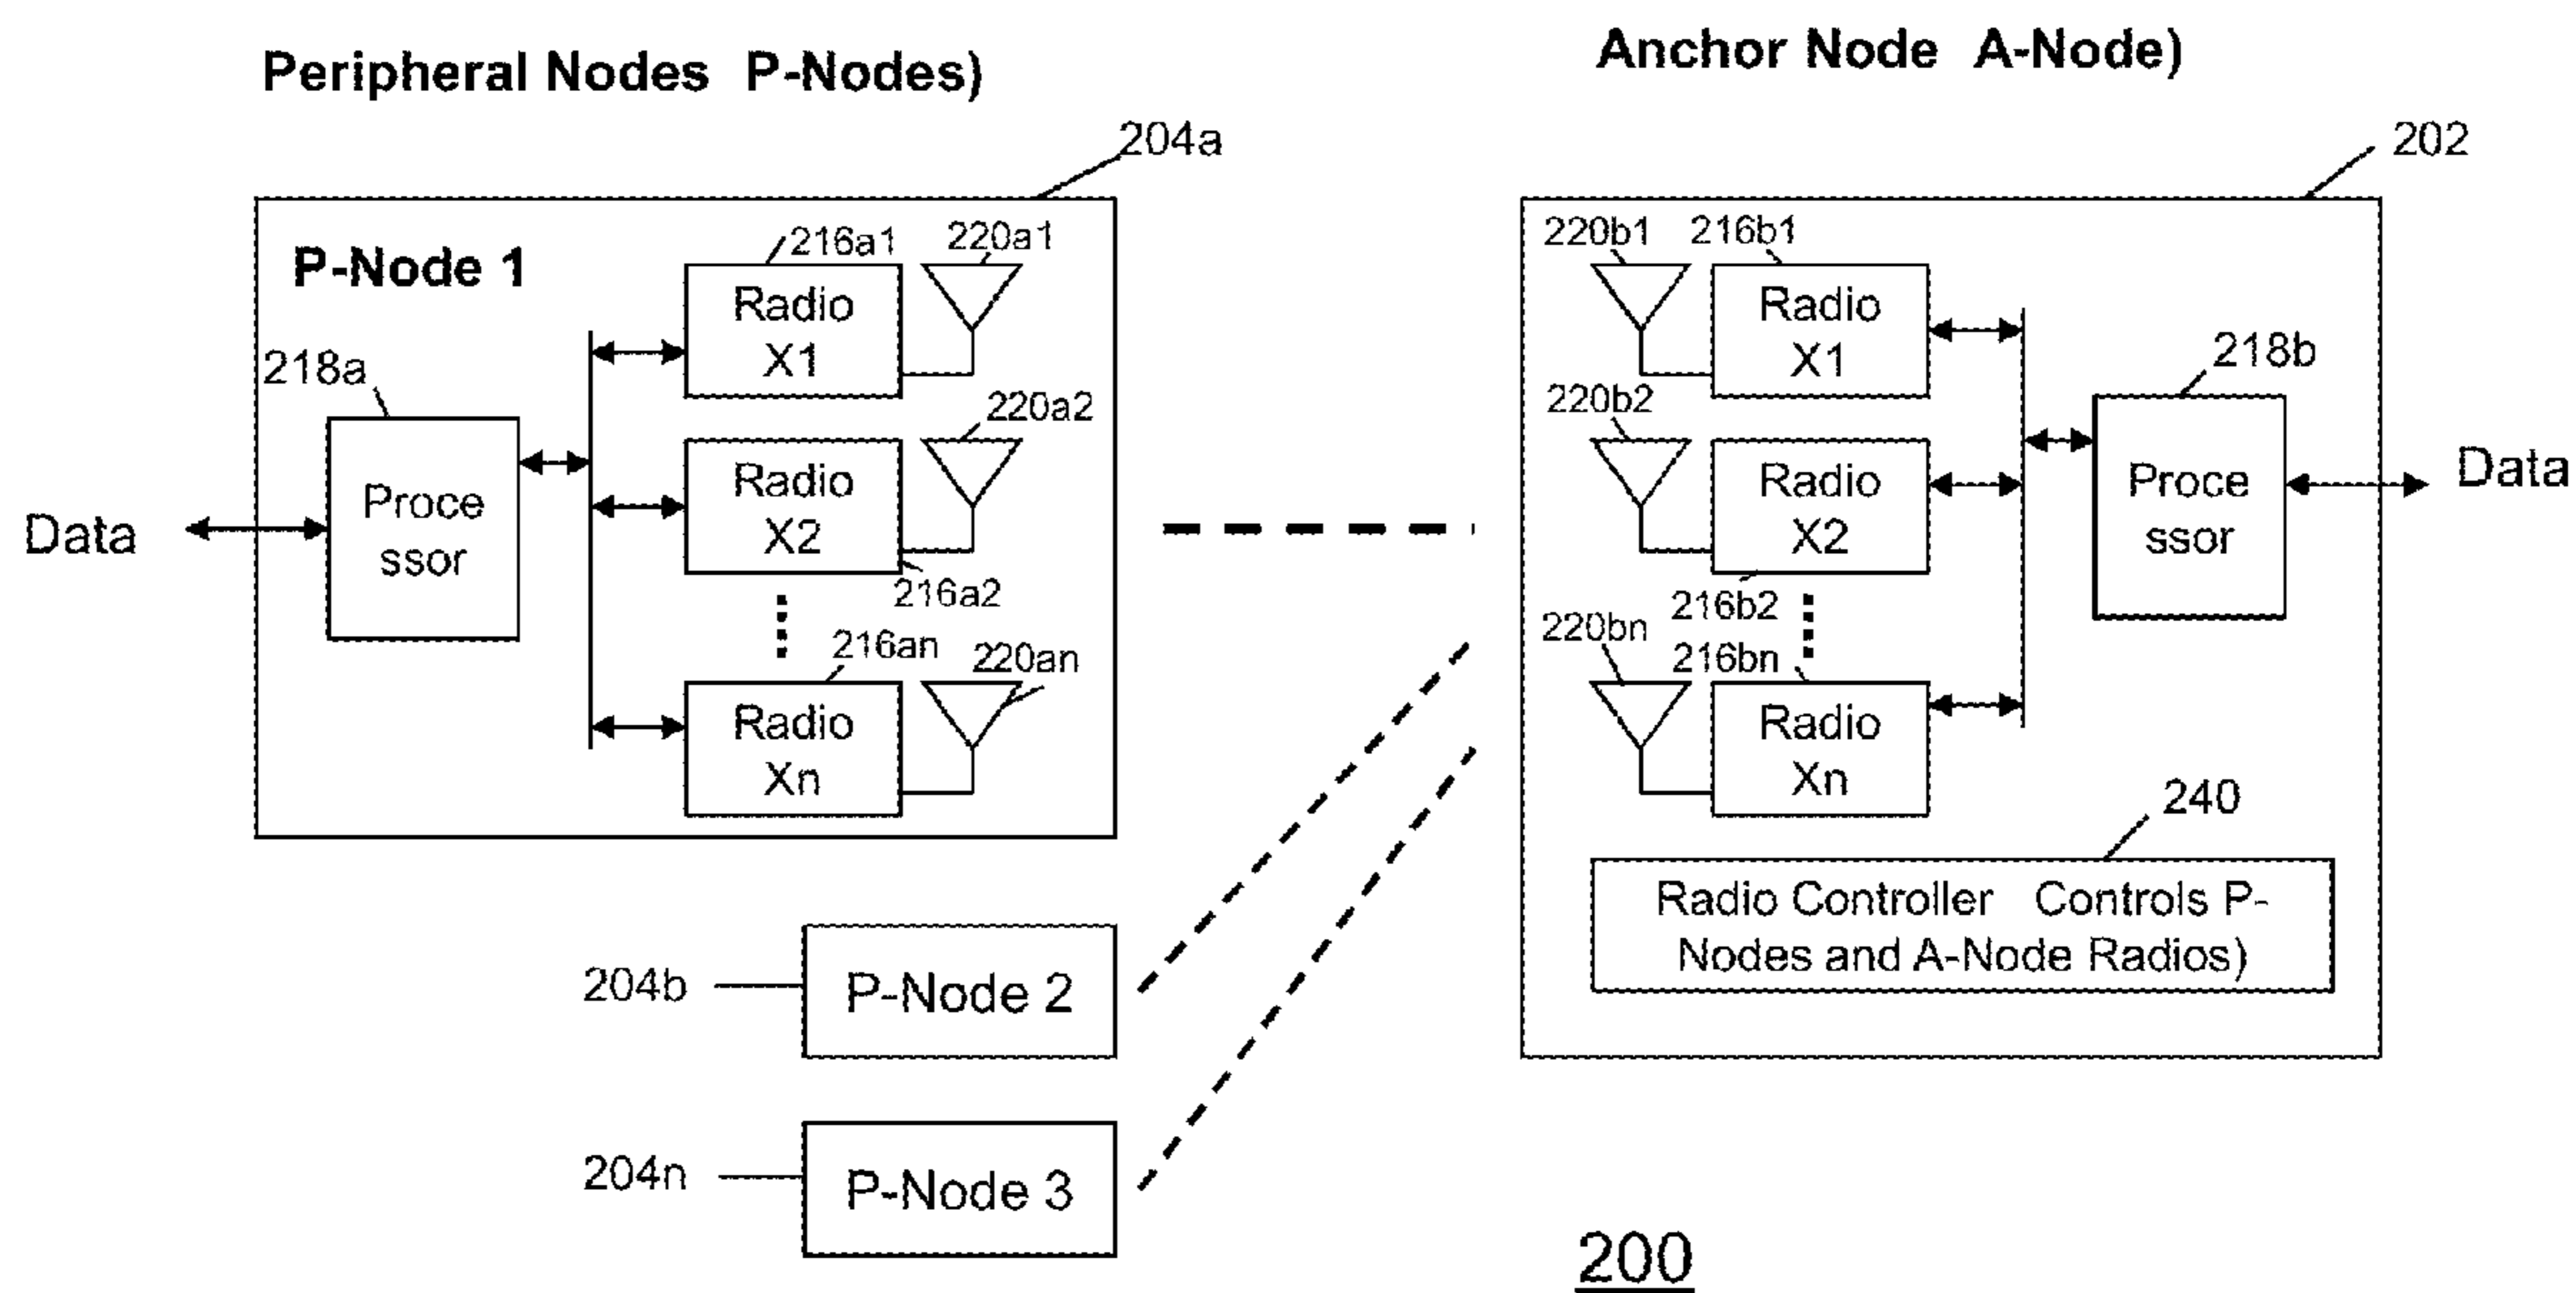 Peripheral Nodes P-Nodes)
Anchor Node A-Node)
204a
202
P-Node 1
216a1
220a1
Radio
X1
218a
220a2
Proce
ssor
Data
Radio
X2
216a2
216an
220an
Radio
Xn
220b1
216b1
Radio
X1
218b
220b2
Radio
X2
Proce
ssor
Data
216b2
220bn
216bn
Radio
Xn
240
Radio Controller Controls P-
Nodes and A-Node Radios)
204b
P-Node 2
204n
P-Node 3
200